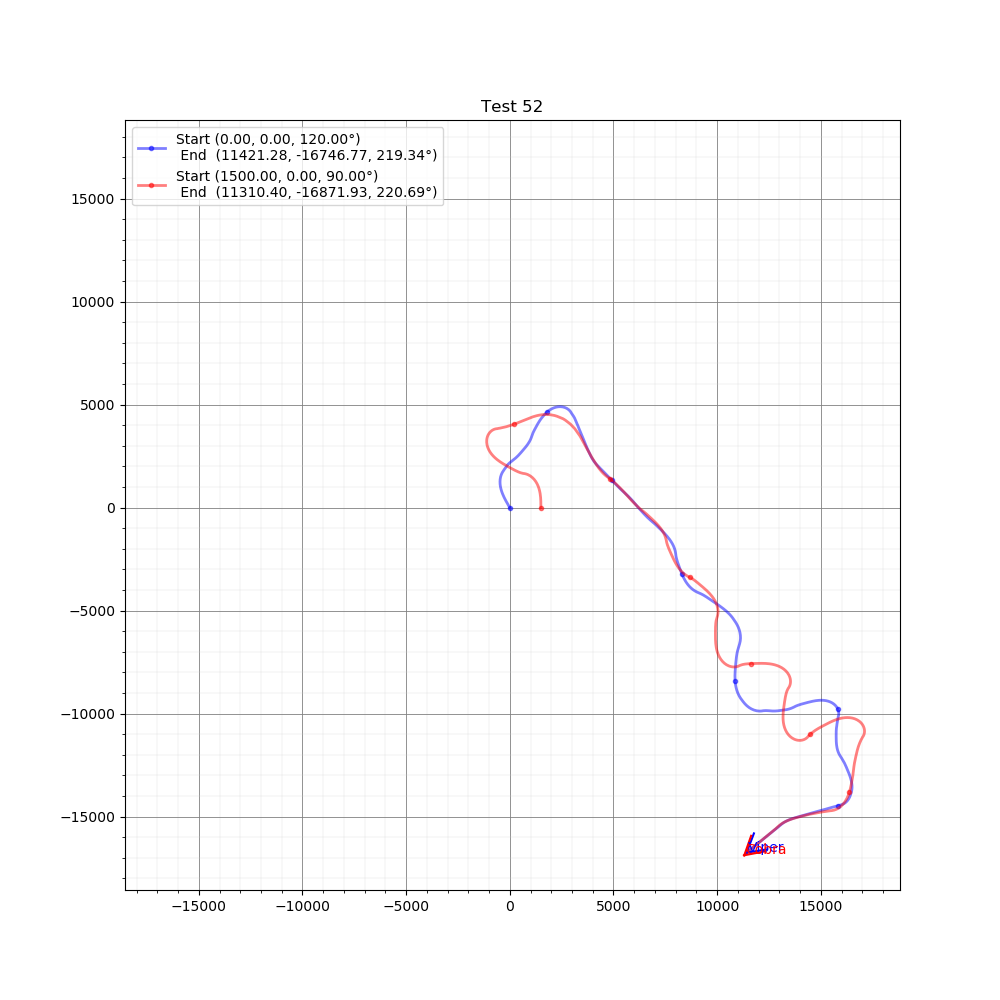 Test 52
Start (0.00, 0.00, 120.00°)
End (11421.28, -16746.77, 219.34°)
Start (1500.00, 0.00, 90.00°)
End (11310.40, -16871.93, 220.69°)
15000
10000
5000
0
−5000
−10000
−15000
−15000 −10000 −5000 0 5000 10000 15000